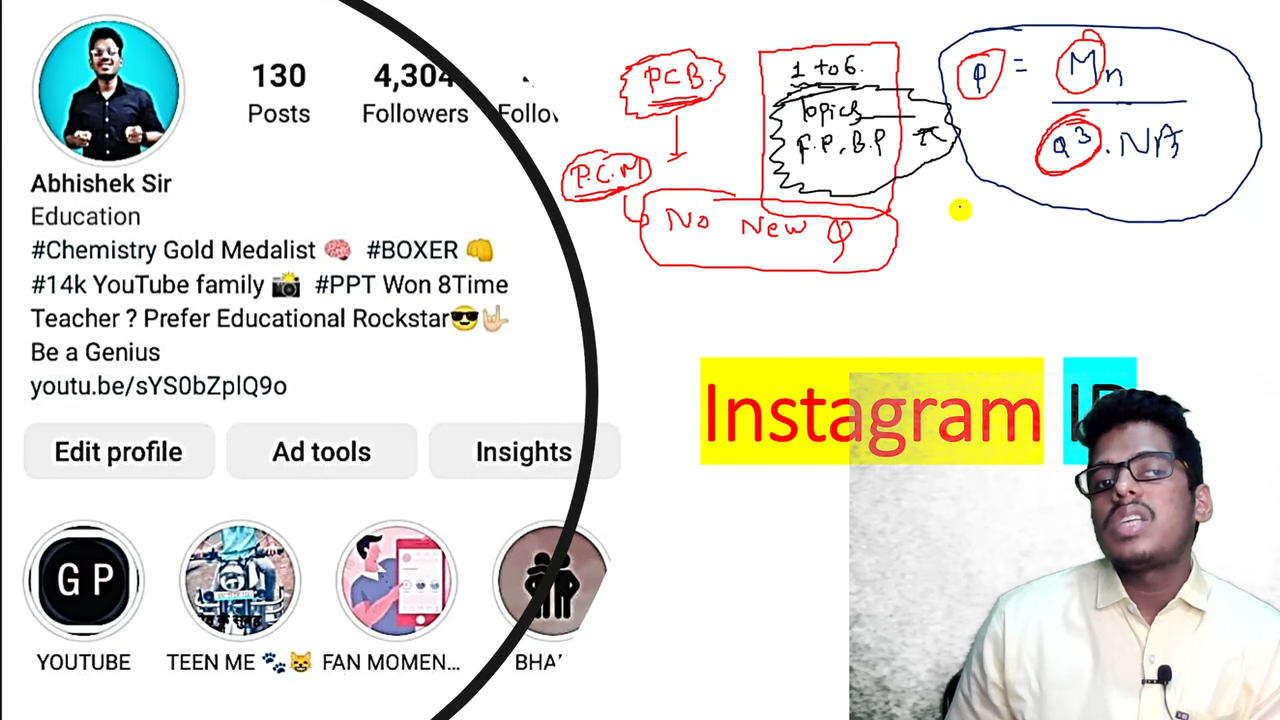 130
Posts
4,304
Followers
Abhishek Sir
Education
#Chemistry Gold Medalist 🧠 #BOXER 👊
#14k YouTube family 📸 #PPT Won 8Time
Teacher ? Prefer Educational Rockstar😎🤟🏻
Be a Genius
youtu.be/sYS0bZplQ9o
Edit profile
Ad tools
Insights
G P
YOUTUBE
TEEN ME 🐾😺
FAN MOMEN...
P.C.B.
P.C.M
1 to 6.
Topics
F.P, B.P π
No New Q
ρ = Mn
a³ . NA
Instagram